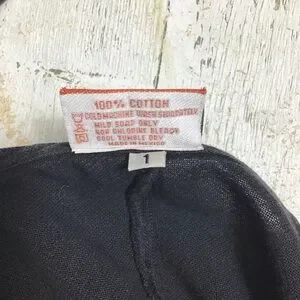 100% COTTON
COLD MACHINE WASH SEPARATELY
MILD SOAP ONLY
NON CHLORINE BLEACH
COOL TUMBLE DRY
MADE IN MEXICO
1